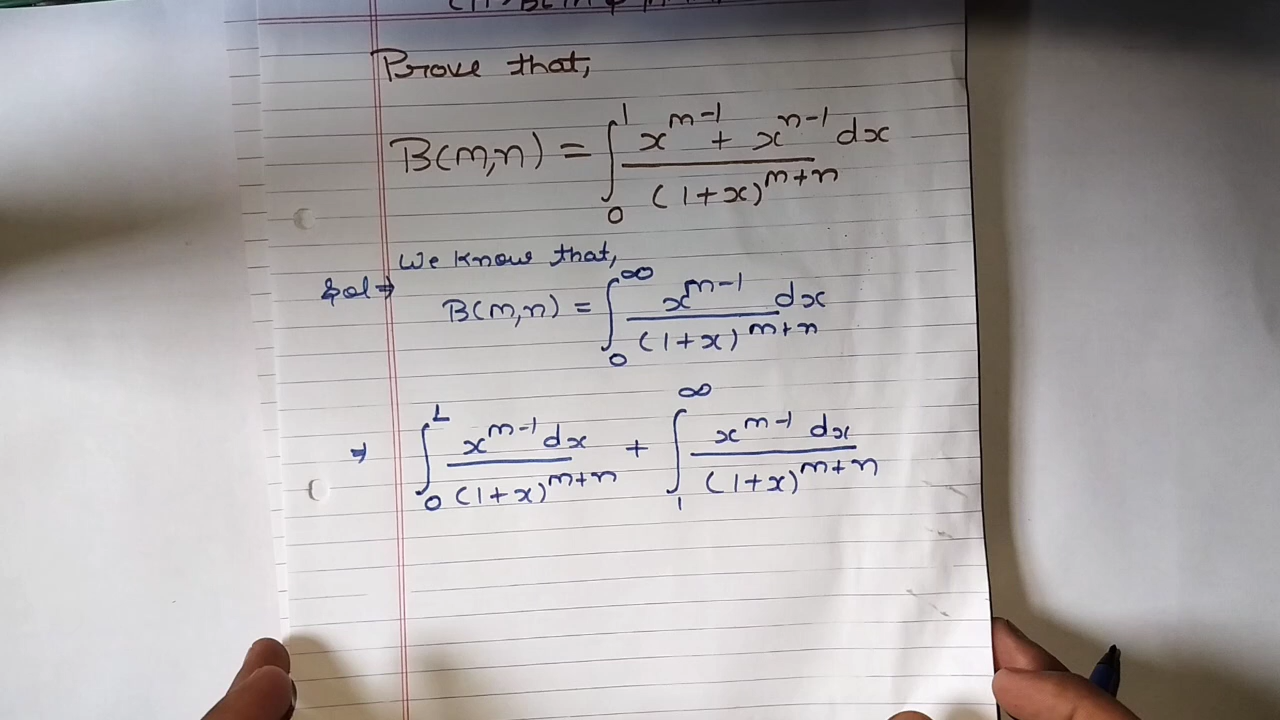 Prove that,
B(m,n) = ∫₀¹ (x^{m-1} + x^{n-1} dx)/((1+x)^{m+n})
We know that,
Sol⇒ B(m,n) = ∫₀^∞ (x^{m-1} dx)/((1+x)^{m+n})
⇒ ∫₀¹ (x^{m-1} dx)/((1+x)^{m+n}) + ∫₁^∞ (x^{m-1} dx)/((1+x)^{m+n})